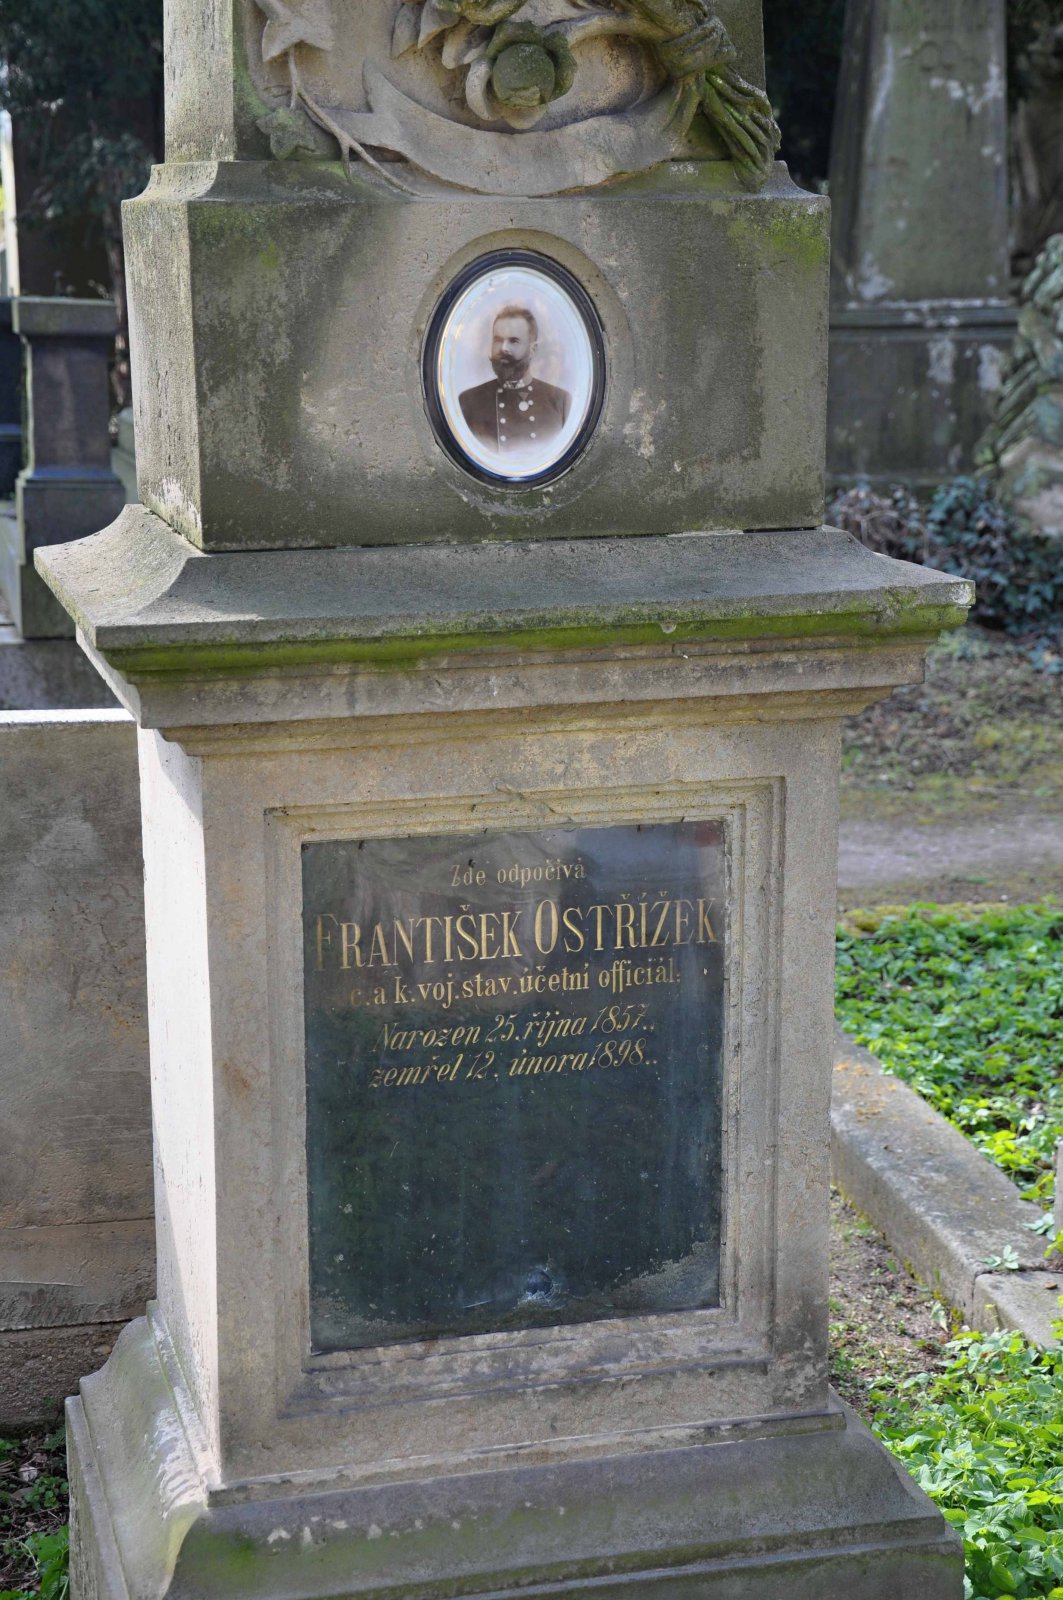 Zde odpočívá
FRANTIŠEK OSTŘÍŽEK
c. a k. voj. stav. účetní officiál.
Narozen 25. října 1857.
zemřel 12. února 1898.